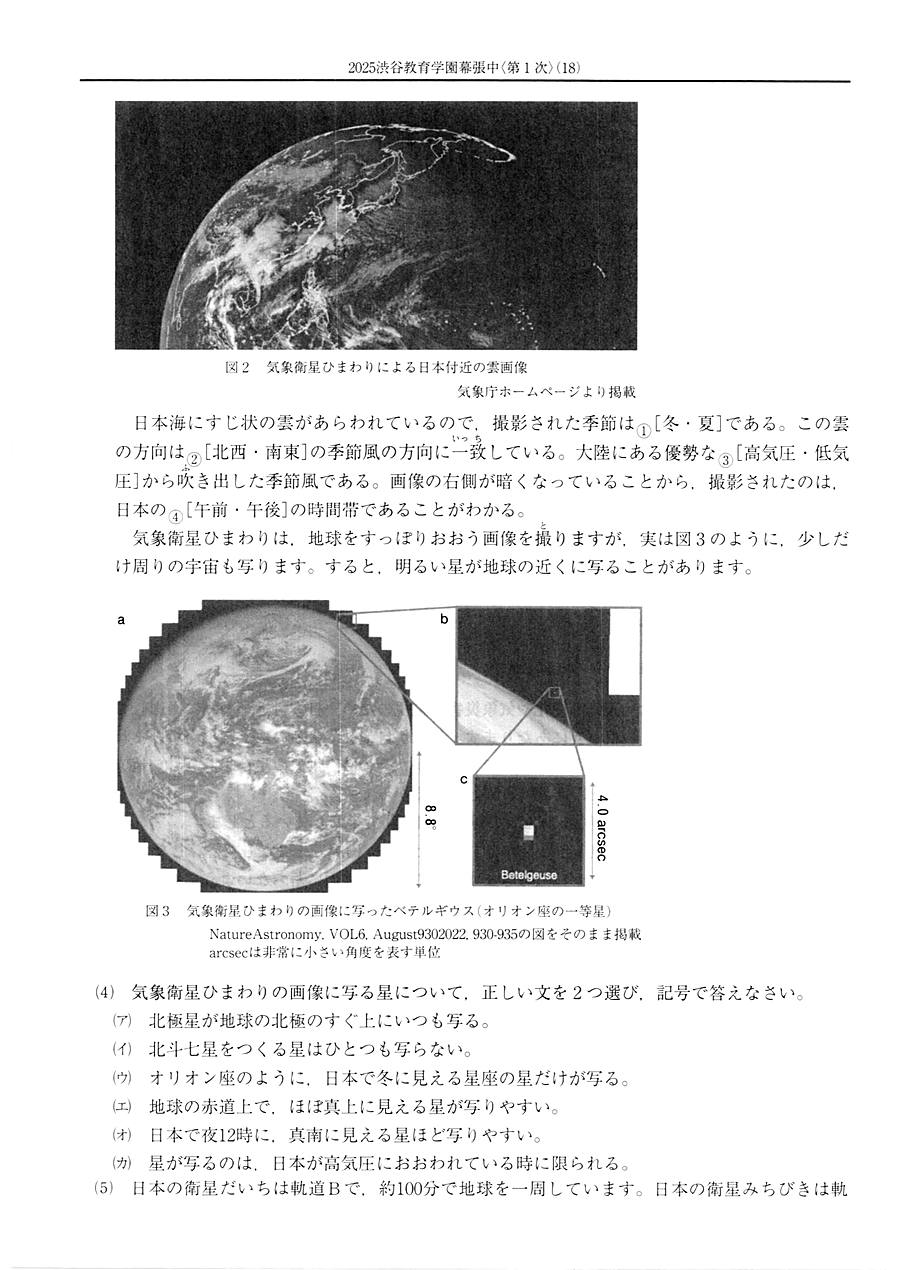 2025渋谷教育学園幕張中〈第1次〉(18)
図2 気象衛星ひまわりによる日本付近の雲画像
気象庁ホームページより掲載
日本海にすじ状の雲があらわれているので,撮影された季節は①[冬・夏]である。この雲
の方向は②[北西・南東]の季節風の方向に一致している。大陸にある優勢な③[高気圧・低気
圧]から吹き出した季節風である。画像の右側が暗くなっていることから,撮影されたのは,
日本の④[午前・午後]の時間帯であることがわかる。
気象衛星ひまわりは,地球をすっぽりおおう画像を撮りますが,実は図3のように,少しだ
け周りの宇宙も写ります。すると,明るい星が地球の近くに写ることがあります。
a
b
c
8.8°
4.0 arcsec
Betelgeuse
図3 気象衛星ひまわりの画像に写ったベテルギウス(オリオン座の一等星)
NatureAstronomy, VOL6, August9302022, 930-935の図をそのまま掲載
arcsecは非常に小さい角度を表す単位
(4) 気象衛星ひまわりの画像に写る星について,正しい文を2つ選び,記号で答えなさい。
(ア) 北極星が地球の北極のすぐ上にいつも写る。
(イ) 北斗七星をつくる星はひとつも写らない。
(ウ) オリオン座のように,日本で冬に見える星座の星だけが写る。
(エ) 地球の赤道上で,ほぼ真上に見える星が写りやすい。
(オ) 日本で夜12時に,真南に見える星ほど写りやすい。
(カ) 星が写るのは,日本が高気圧におおわれている時に限られる。
(5) 日本の衛星だいちは軌道Bで,約100分で地球を一周しています。日本の衛星みちびきは軌